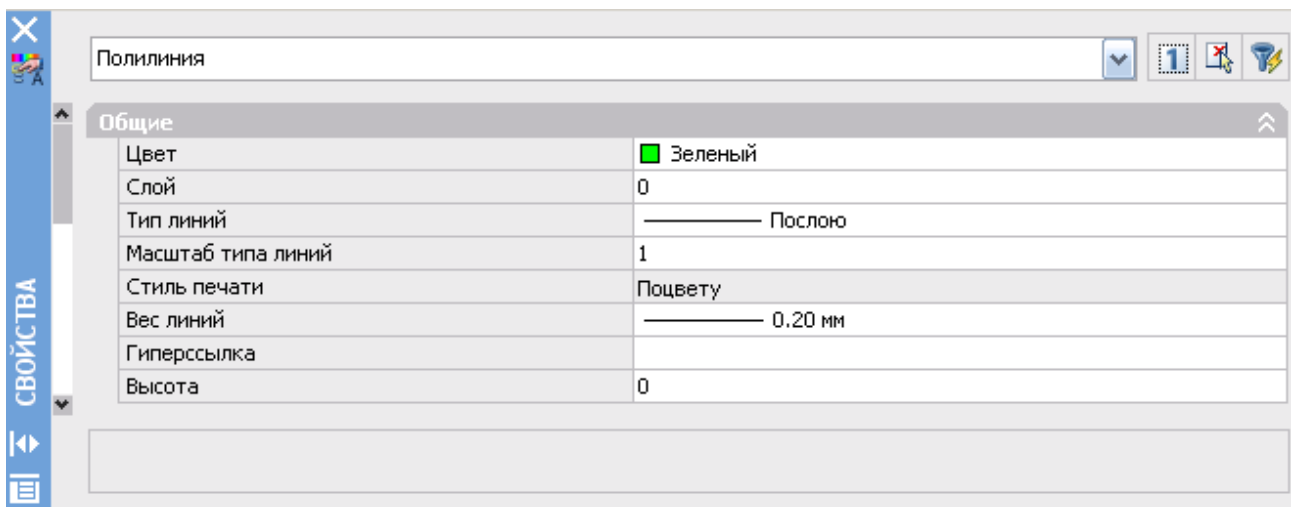 Полилиния
1
Общие
Цвет Зеленый
Слой 0
Тип линий Послою
Масштаб типа линий 1
Стиль печати Поцвету
Вес линий 0.20 мм
Гиперссылка
Высота 0
СВОЙСТВА